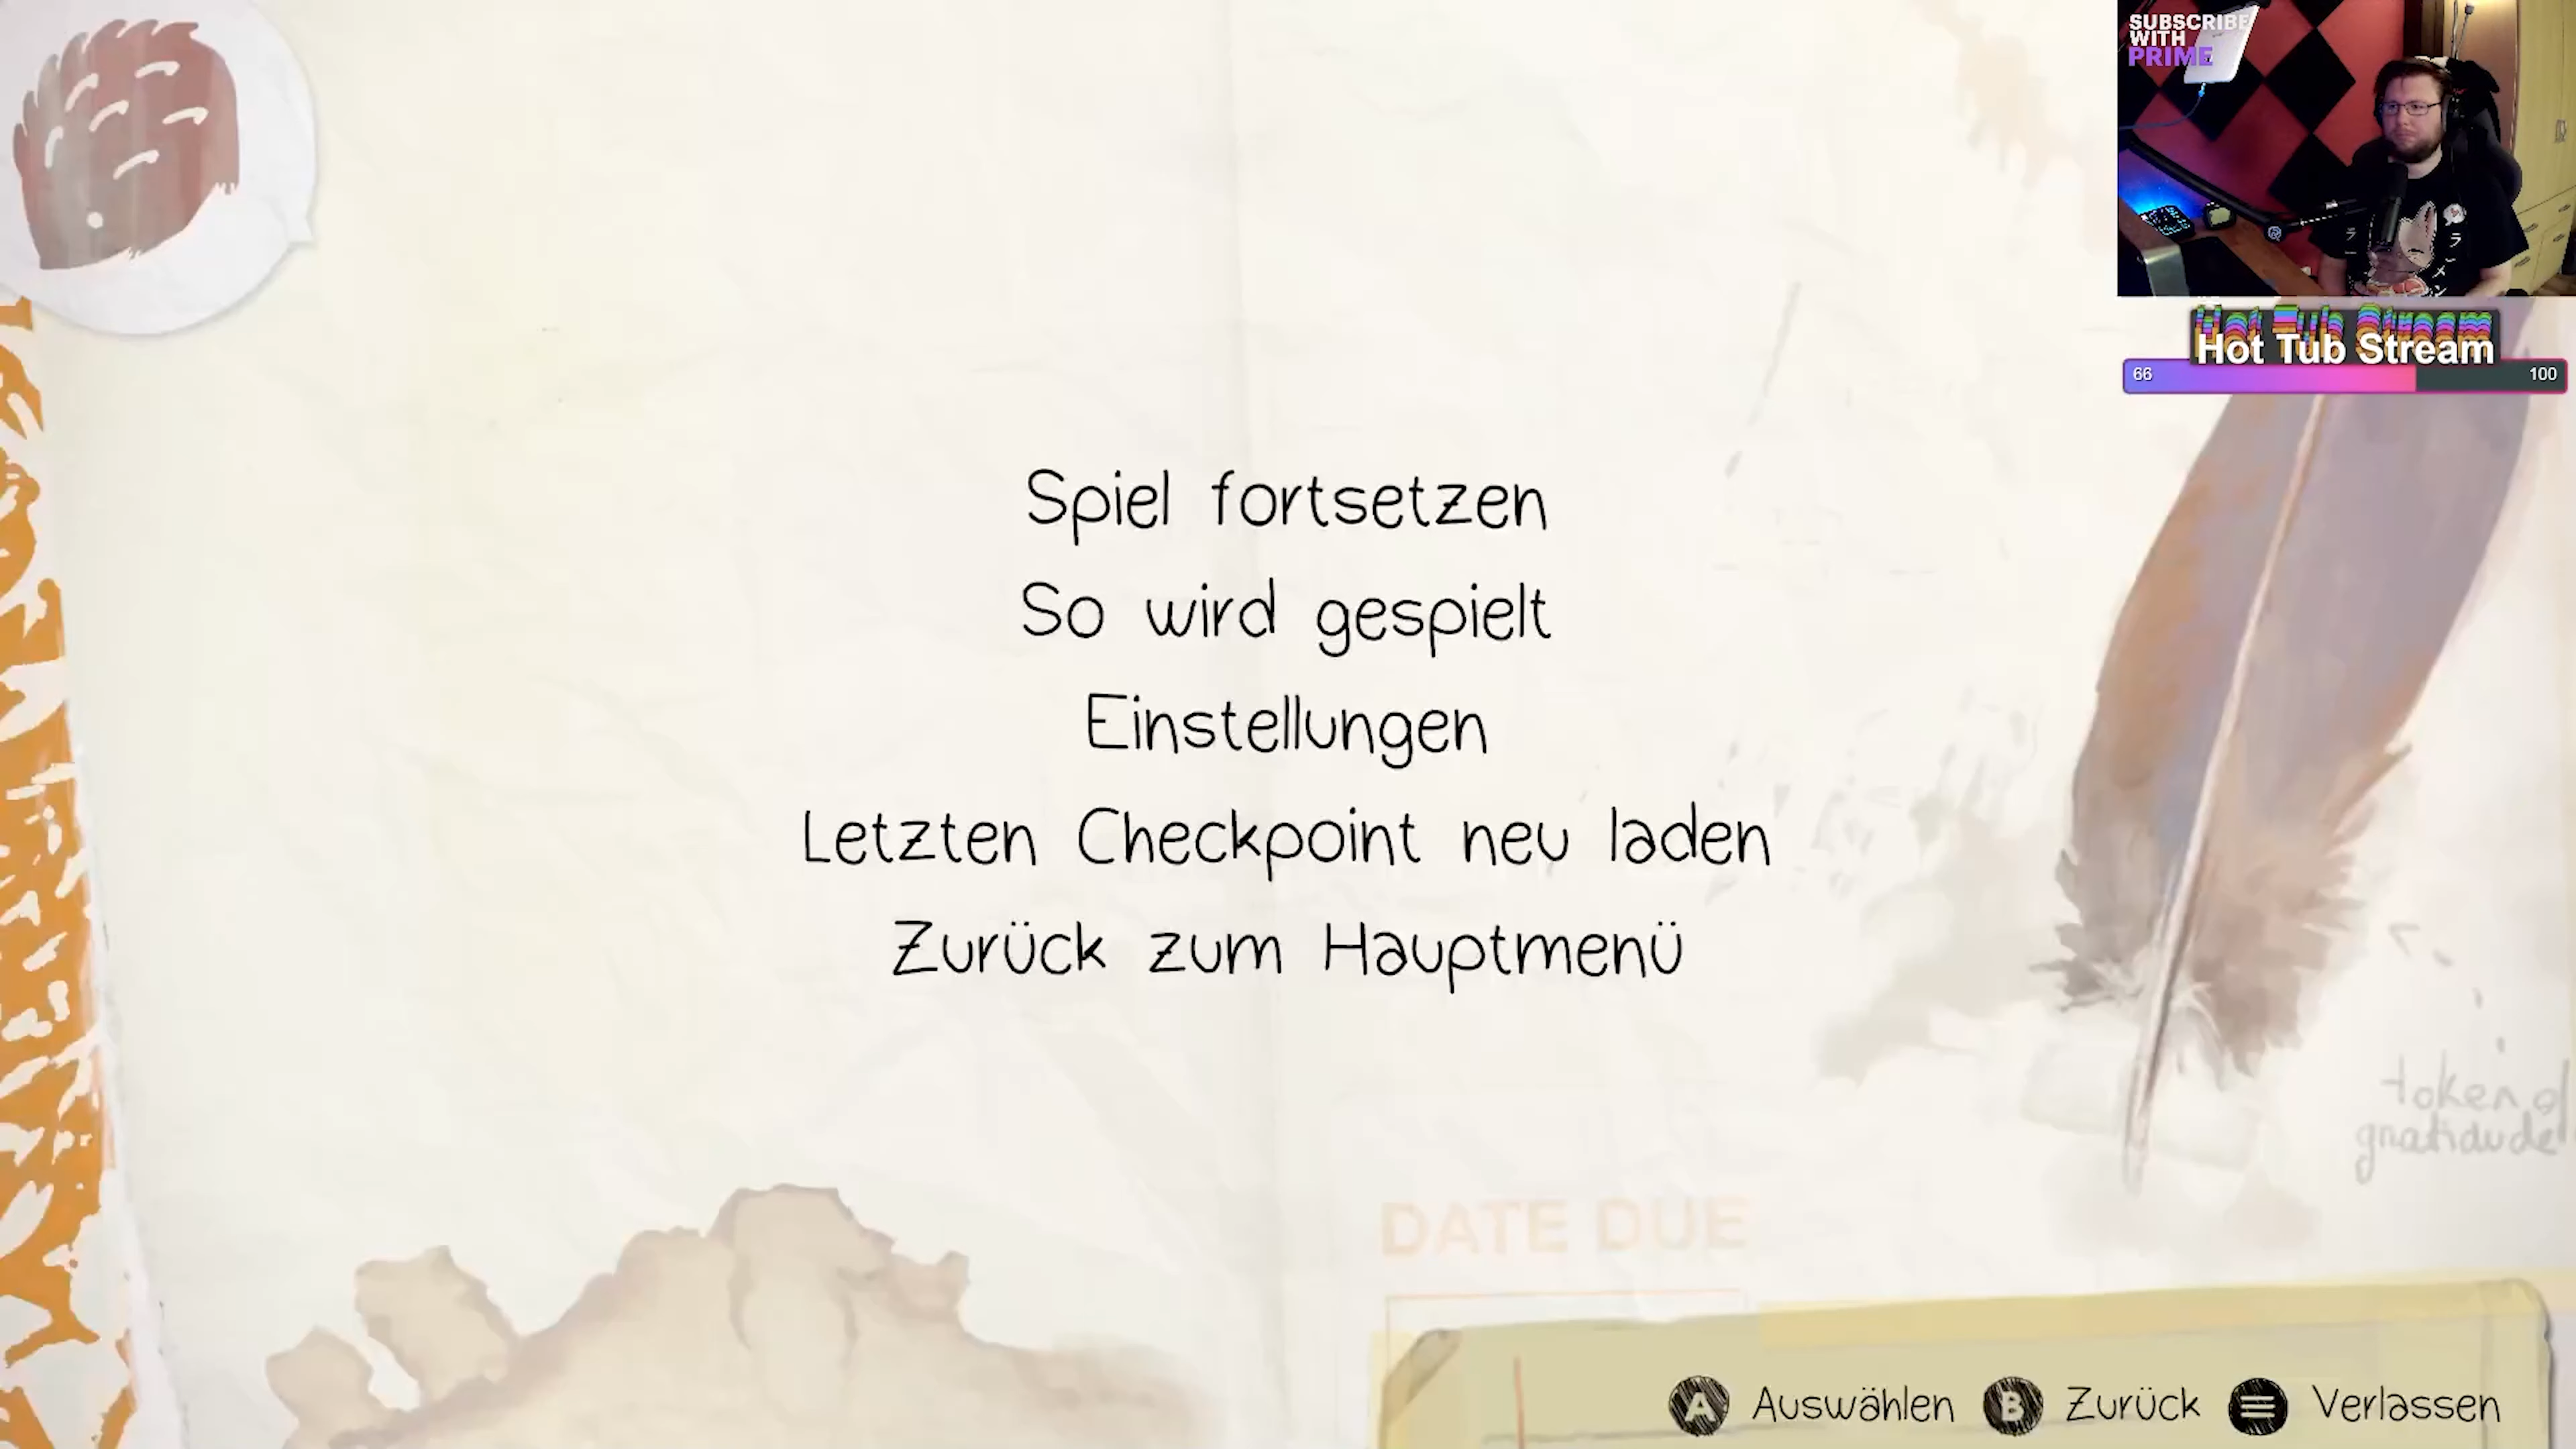 SUBSCRIBE
WITH
PRIME
Hot Tub Stream
66 100
Spiel fortsetzen
So wird gespielt
Einstellungen
Letzten Checkpoint neu laden
Zurück zum Hauptmenü
token of
gratidude
DATE DUE
A Auswählen B Zurück Verlassen